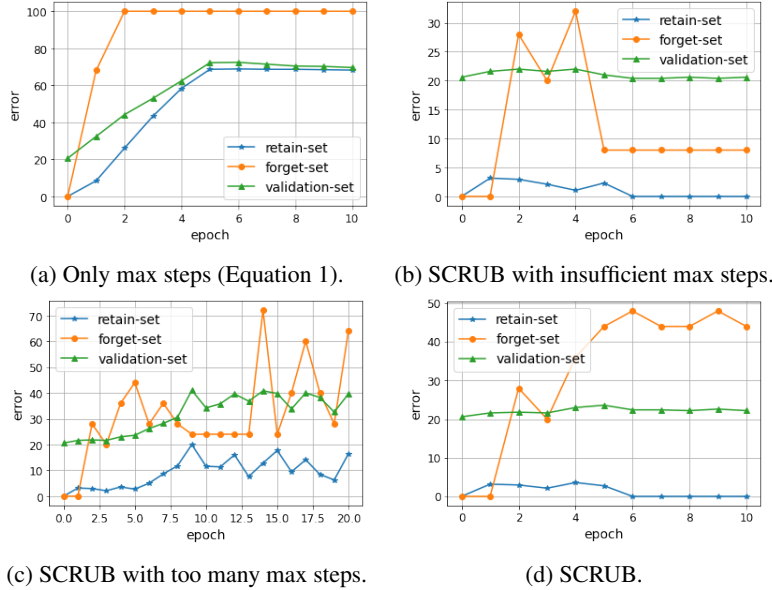 100
80
60
40
20
0
error
0 2 4 6 8 10
epoch
retain-set
forget-set
validation-set
(a) Only max steps (Equation 1).
30
25
20
15
10
5
0
error
0 2 4 6 8 10
epoch
retain-set
forget-set
validation-set
(b) SCRUB with insufficient max steps.
70
60
50
40
30
20
10
0
error
0.0 2.5 5.0 7.5 10.0 12.5 15.0 17.5 20.0
epoch
retain-set
forget-set
validation-set
(c) SCRUB with too many max steps.
50
40
30
20
10
0
error
0 2 4 6 8 10
epoch
retain-set
forget-set
validation-set
(d) SCRUB.